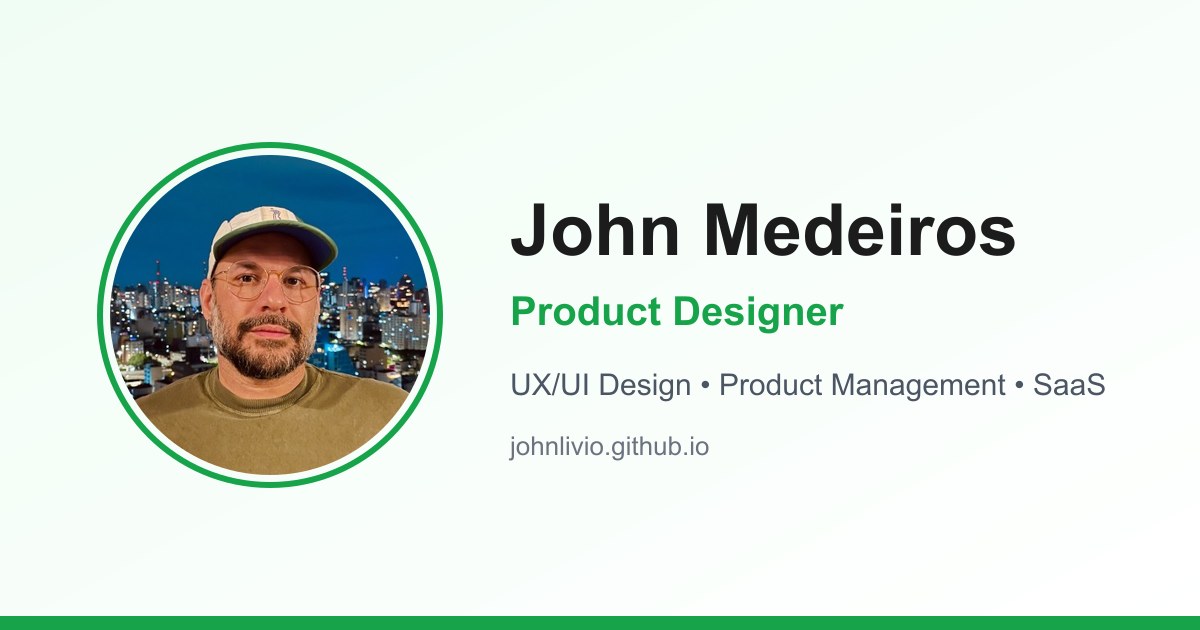 John Medeiros
Product Designer
UX/UI Design • Product Management • SaaS
johnlivio.github.io